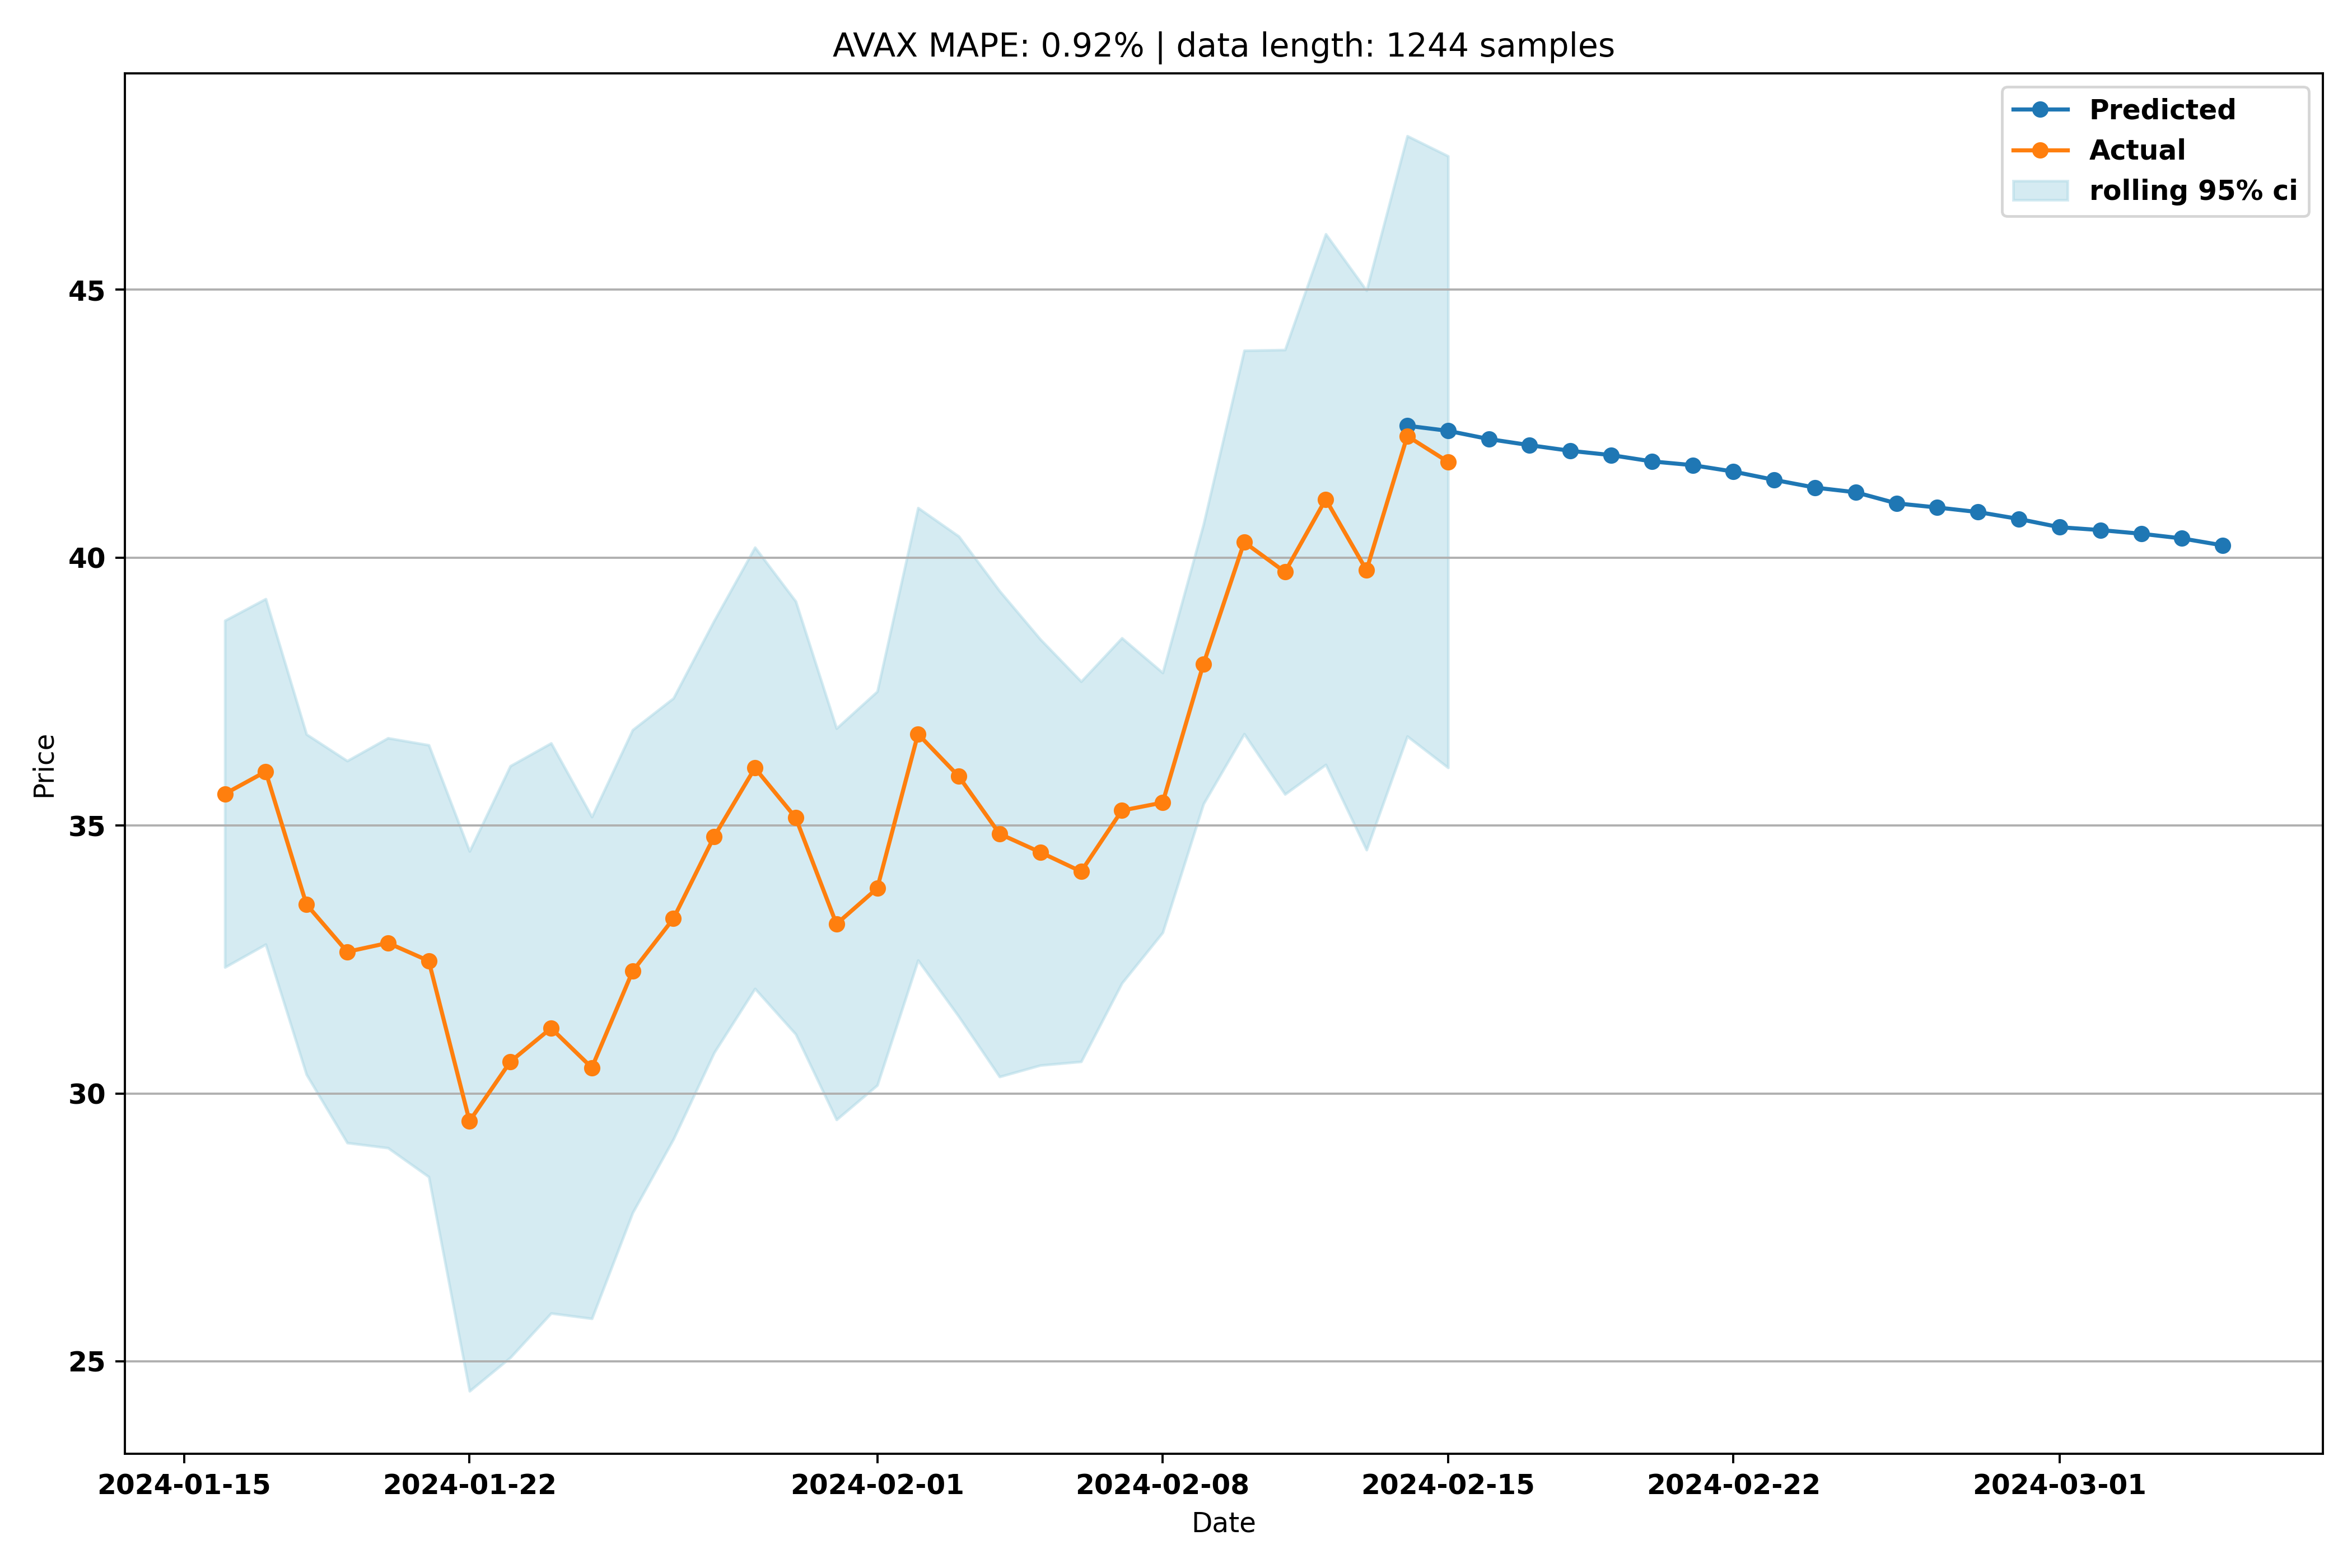 AVAX MAPE: 0.92% | data length: 1244 samples
Predicted
Actual
rolling 95% ci
45
40
35
30
25
Price
2024-01-15 2024-01-22 2024-02-01 2024-02-08 2024-02-15 2024-02-22 2024-03-01
Date